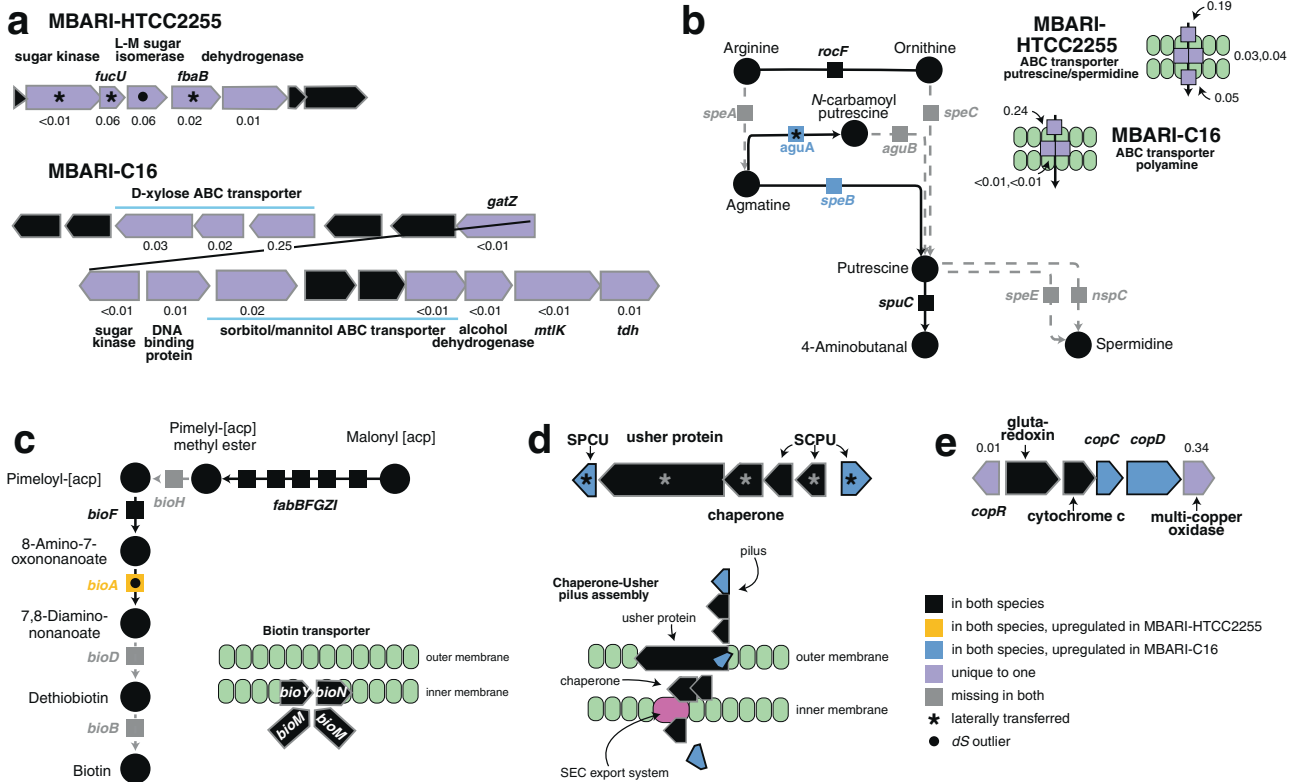 a
MBARI-HTCC2255
sugar kinase
L-M sugar
isomerase
dehydrogenase
fucU
fbaB
* * *
<0.01 0.06 0.06 0.02 0.01
MBARI-C16
D-xylose ABC transporter
gatZ
0.03 0.02 0.25 <0.01
<0.01 0.01 0.02 <0.01 <0.01 <0.01 0.01
sugar
kinase
DNA
binding
protein
sorbitol/mannitol ABC transporter
alcohol
dehydrogenase
mtlK
tdh
b
Arginine
rocF
Ornithine
speA
N-carbamoyl
putrescine
speC
*
aguA
aguB
Agmatine
speB
Putrescine
spuC
speE
nspC
4-Aminobutanal
Spermidine
MBARI-
HTCC2255
ABC transporter
putrescine/spermidine
0.19
0.03,0.04
0.05
0.24
MBARI-C16
ABC transporter
polyamine
<0.01,<0.01
c
Pimelyl-[acp]
methyl ester
Malonyl [acp]
Pimeloyl-[acp]
bioH
fabBFGZI
bioF
8-Amino-7-
oxononanoate
bioA
7,8-Diamino-
nonanoate
bioD
Dethiobiotin
bioB
Biotin
Biotin transporter
outer membrane
inner membrane
bioY
bioN
bioM
bioM
d
SPCU
usher protein
SCPU
* * * * *
chaperone
Chaperone-Usher
pilus assembly
pilus
usher protein
outer membrane
chaperone
inner membrane
SEC export system
e
gluta-
redoxin
copC
copD
0.01
0.34
copR
cytochrome c
multi-copper
oxidase
in both species
in both species, upregulated in MBARI-HTCC2255
in both species, upregulated in MBARI-C16
unique to one
missing in both
* laterally transferred
dS outlier